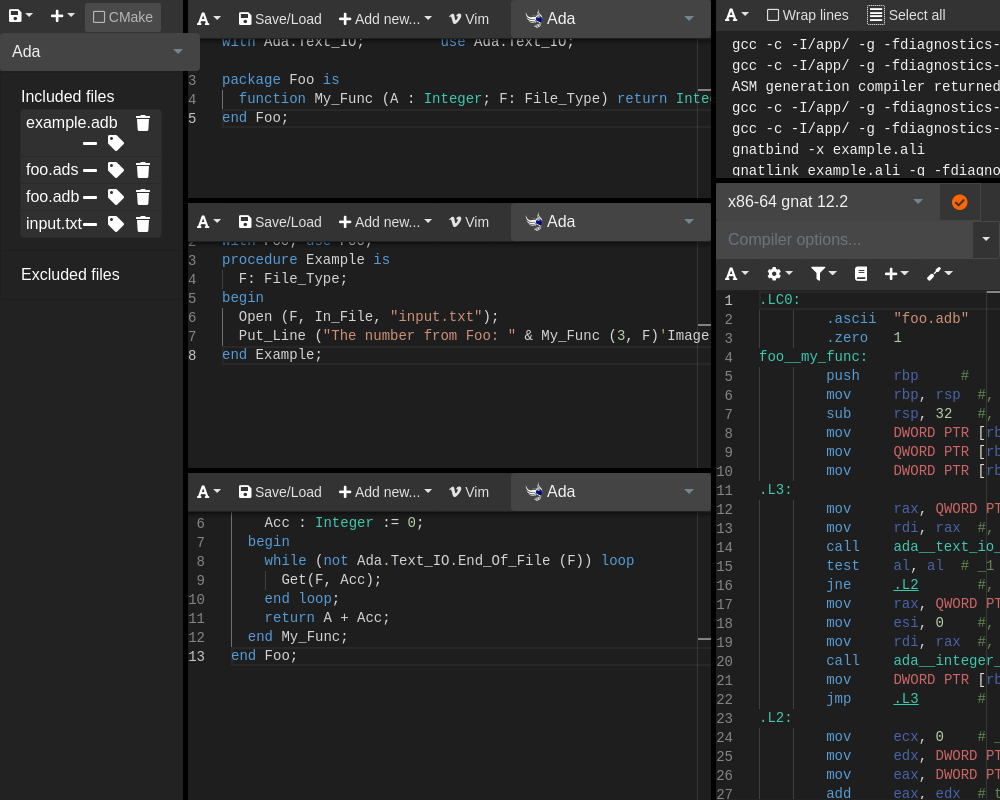 CMake
Ada
Included files
example.adb
foo.ads
foo.adb
input.txt
Excluded files
A Save/Load Add new... Vim Ada
with Ada.Text_IO; use Ada.Text_IO;
3 package Foo is
4 function My_Func (A : Integer; F: File_Type) return Inte
5 end Foo;
A Save/Load Add new... Vim Ada
2 with Foo; use Foo;
3 procedure Example is
4 F: File_Type;
5 begin
6 Open (F, In_File, "input.txt");
7 Put_Line ("The number from Foo: " & My_Func (3, F)'Image
8 end Example;
A Save/Load Add new... Vim Ada
6 Acc : Integer := 0;
7 begin
8 while (not Ada.Text_IO.End_Of_File (F)) loop
9 Get(F, Acc);
10 end loop;
11 return A + Acc;
12 end My_Func;
13 end Foo;
A Wrap lines Select all
gcc -c -I/app/ -g -fdiagnostics-
gcc -c -I/app/ -g -fdiagnostics-
ASM generation compiler returned
gcc -c -I/app/ -g -fdiagnostics-
gcc -c -I/app/ -g -fdiagnostics-
gnatbind -x example.ali
gnatlink example.ali -g -fdiagno
x86-64 gnat 12.2
Compiler options...
A
1 .LC0:
2 .ascii "foo.adb"
3 .zero 1
4 foo__my_func:
5 push rbp #
6 mov rbp, rsp #,
7 sub rsp, 32 #,
8 mov DWORD PTR [rb
9 mov QWORD PTR [rb
10 mov DWORD PTR [rb
11 .L3:
12 mov rax, QWORD PT
13 mov rdi, rax #,
14 call ada__text_io_
15 test al, al # _1
16 jne .L2 #,
17 mov rax, QWORD PT
18 mov esi, 0 #,
19 mov rdi, rax #,
20 call ada__integer_
21 mov DWORD PTR [rb
22 jmp .L3 #
23 .L2:
24 mov ecx, 0 # _
25 mov edx, DWORD PT
26 mov eax, DWORD PT
27 add eax, edx # t